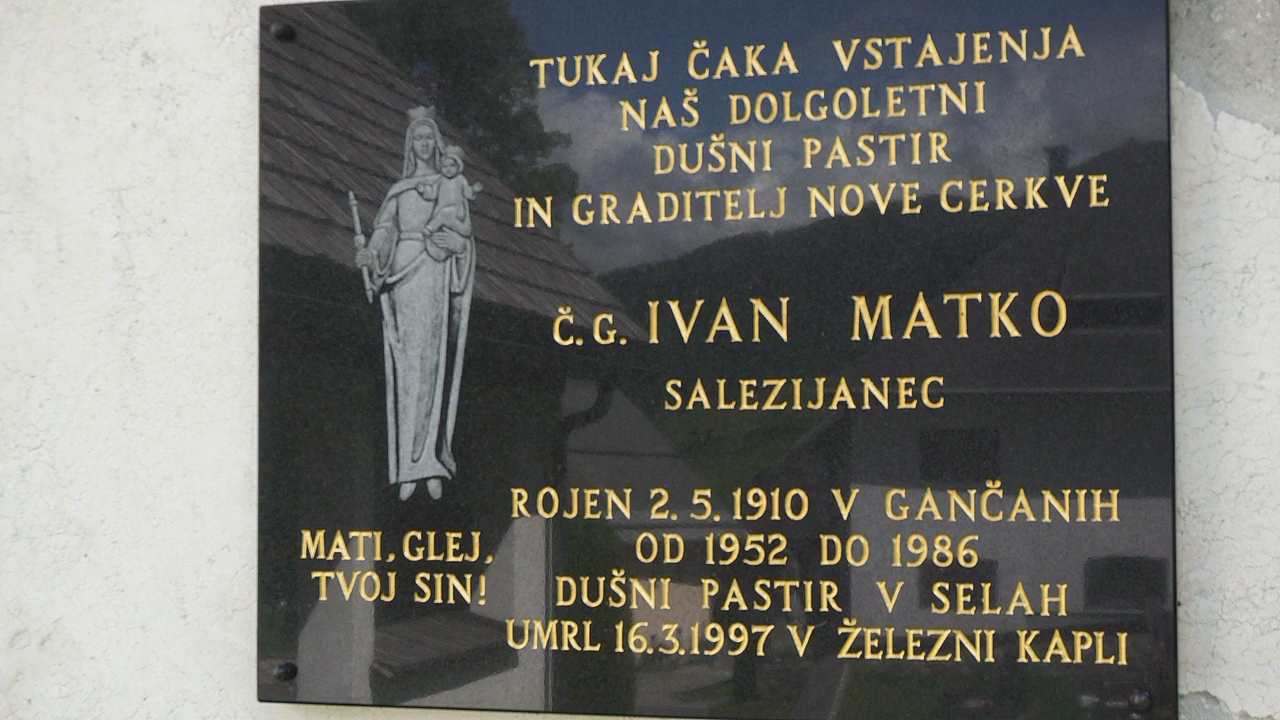 TUKAJ ČAKA VSTAJENJA
NAŠ DOLGOLETNI
DUŠNI PASTIR
IN GRADITELJ NOVE CERKVE
Č. G. IVAN MATKO
SALEZIJANEC
ROJEN 2. 5. 1910 V GANČANIH
OD 1952 DO 1986
DUŠNI PASTIR V SELAH
UMRL 16.3.1997 V ŽELEZNI KAPLI
MATI, GLEJ,
TVOJ SIN!